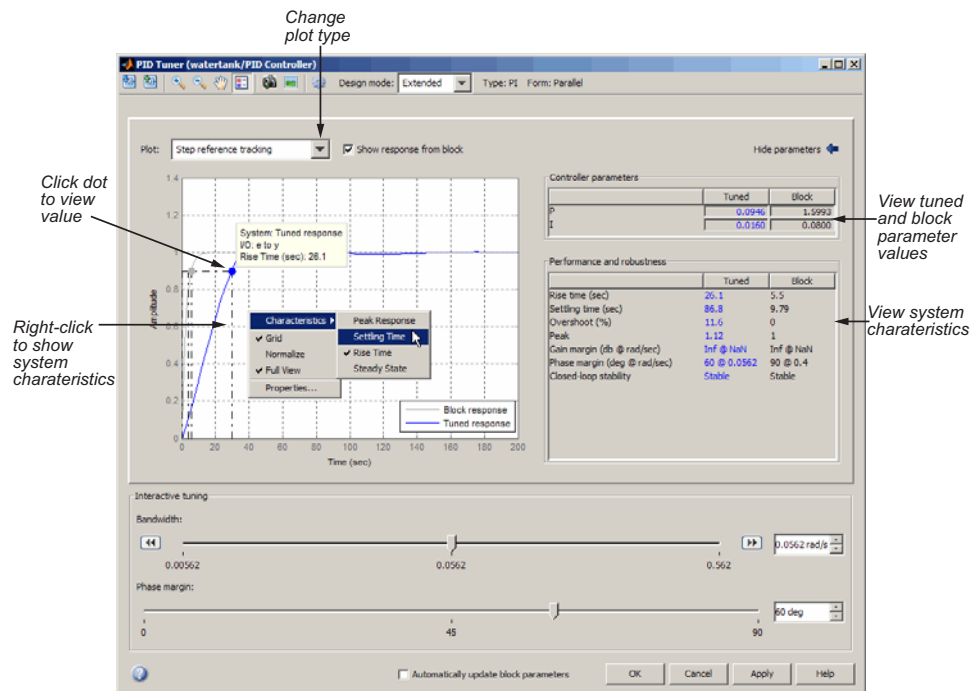 Change
plot type
PID Tuner (watertank/PID Controller)
Design mode: Extended Type: PI Form: Parallel
Plot: Step reference tracking Show response from block Hide parameters
Click dot
to view
value
Right-click
to show
system
charateristics
1.4
1.2
1
0.8
0.6
0.4
0.2
0
Amplitude
System: Tuned response
I/O: e to y
Rise Time (sec): 26.1
Characteristics
Grid
Normalize
Full View
Properties...
Peak Response
Settling Time
Rise Time
Steady State
Block response
Tuned response
0 20 40 60 80 100 120 140 160 180 200
Time (sec)
Controller parameters
Tuned Block
P 0.0946 1.5993
I 0.0160 0.0800
View tuned
and block
parameter
values
Performance and robustness
Tuned Block
Rise time (sec) 26.1 5.5
Settling time (sec) 86.8 9.79
Overshoot (%) 11.6 0
Peak 1.12 1
Gain margin (db @ rad/sec) Inf @ NaN Inf @ NaN
Phase margin (deg @ rad/sec) 60 @ 0.0562 90 @ 0.4
Closed-loop stability Stable Stable
View system
charateristics
Interactive tuning
Bandwidth:
0.0562 rad/s
0.00562 0.0562 0.562
Phase margin:
60 deg
0 45 90
Automatically update block parameters OK Cancel Apply Help